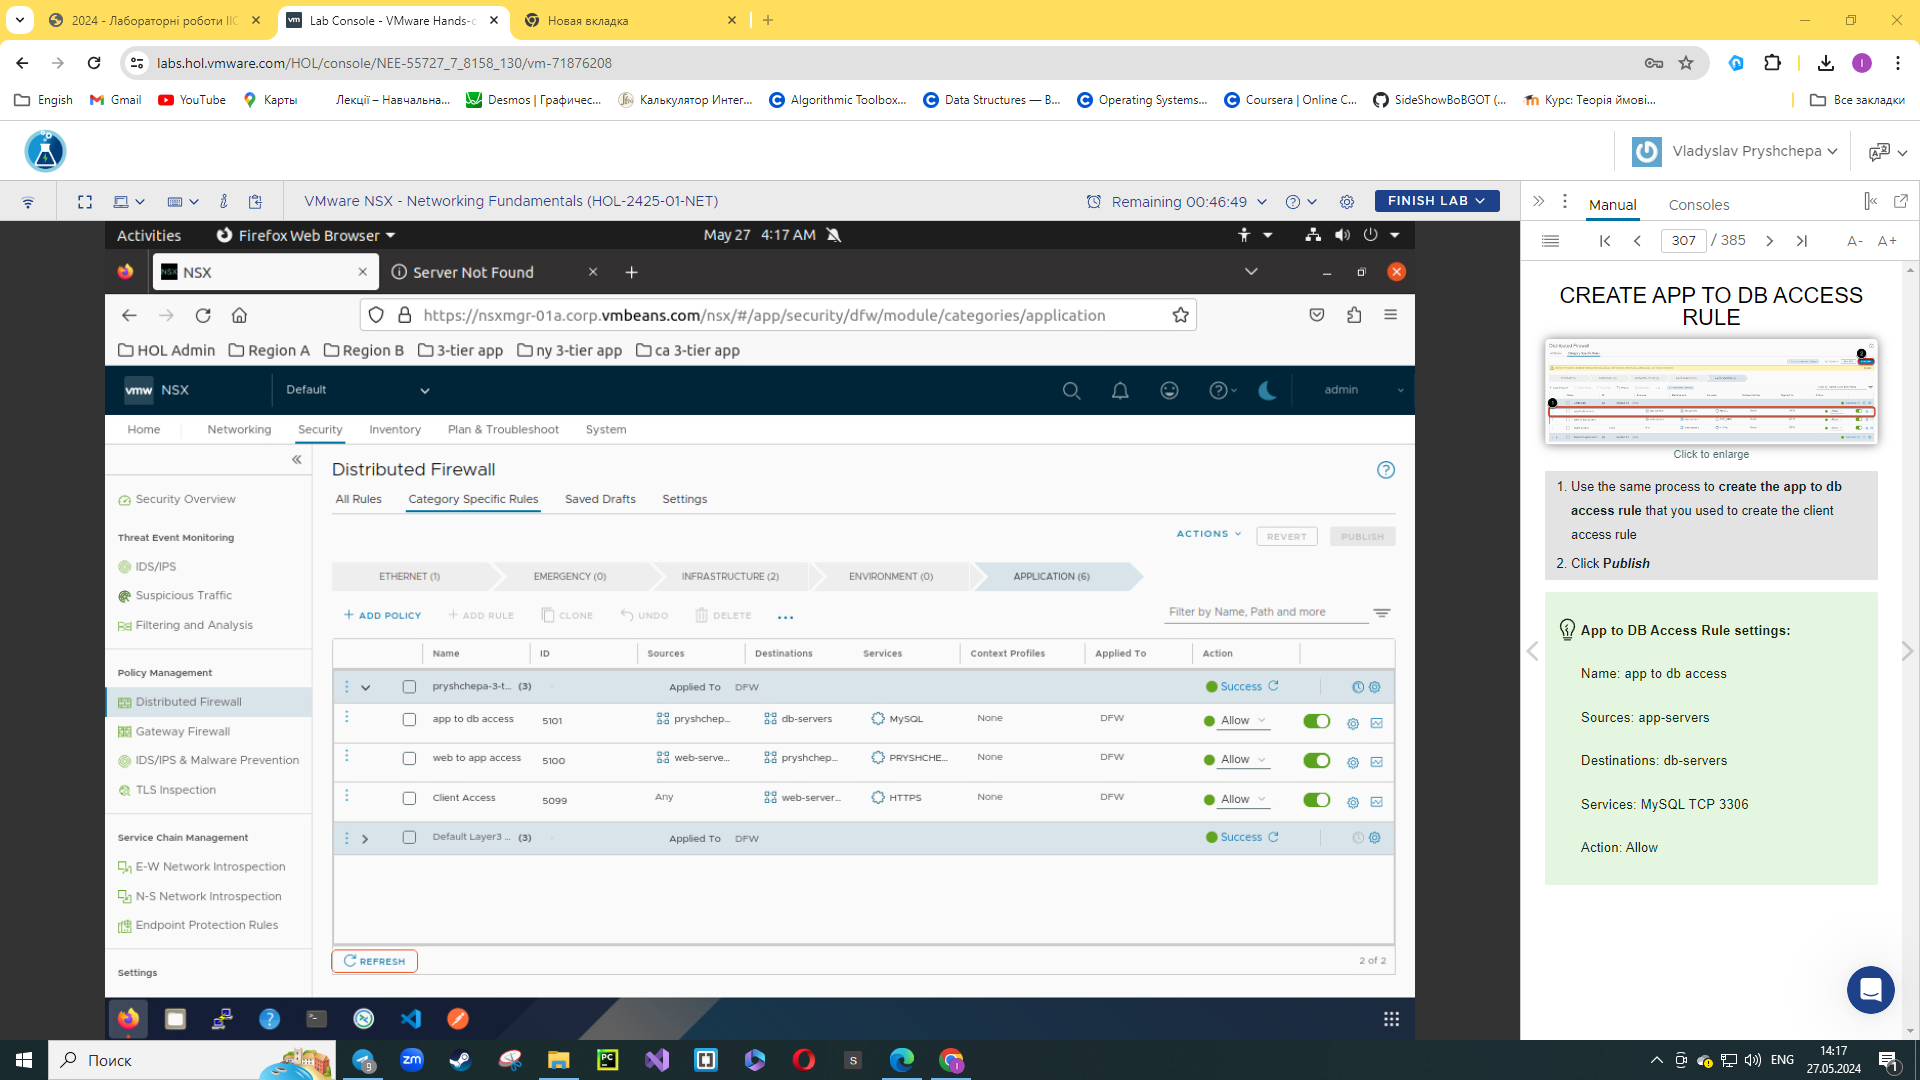 2024 - Лабораторні роботи ІІС
Lab Console - VMware Hands-o
Новая вкладка
labs.hol.vmware.com/HOL/console/NEE-55727_7_8158_130/vm-71876208
Engish
Gmail
YouTube
Карты
Лекції – Навчальна...
Desmos | Графичес...
Калькулятор Интег...
Algorithmic Toolbox...
Data Structures — B...
Operating Systems...
Coursera | Online C...
SideShowBoBGOT (...
Курс: Теорія ймові...
Все закладки
Vladyslav Pryshchepa
VMware NSX - Networking Fundamentals (HOL-2425-01-NET)
Remaining 00:46:49
FINISH LAB
Manual
Consoles
307 / 385
A-
A+
Activities
Firefox Web Browser
May 27 4:17 AM
NSX
Server Not Found
https://nsxmgr-01a.corp.vmbeans.com/nsx/#/app/security/dfw/module/categories/application
HOL Admin
Region A
Region B
3-tier app
ny 3-tier app
ca 3-tier app
vmw NSX
Default
admin
Home
Networking
Security
Inventory
Plan & Troubleshoot
System
Security Overview
Threat Event Monitoring
IDS/IPS
Suspicious Traffic
Filtering and Analysis
Policy Management
Distributed Firewall
Gateway Firewall
IDS/IPS & Malware Prevention
TLS Inspection
Service Chain Management
E-W Network Introspection
N-S Network Introspection
Endpoint Protection Rules
Settings
Distributed Firewall
All Rules
Category Specific Rules
Saved Drafts
Settings
ACTIONS
REVERT
PUBLISH
ETHERNET (1)
EMERGENCY (0)
INFRASTRUCTURE (2)
ENVIRONMENT (0)
APPLICATION (6)
+ ADD POLICY
+ ADD RULE
CLONE
UNDO
DELETE
...
Filter by Name, Path and more
Name ID Sources Destinations Services Context Profiles Applied To Action
pryshchepa-3-t... (3) Applied To DFW Success
app to db access 5101 pryshchep... db-servers MySQL None DFW Allow
web to app access 5100 web-serve... pryshchep... PRYSHCHE... None DFW Allow
Client Access 5099 Any web-server... HTTPS None DFW Allow
Default Layer3 ... (3) Applied To DFW Success
REFRESH
2 of 2
CREATE APP TO DB ACCESS
RULE
Click to enlarge
1. Use the same process to create the app to db
access rule that you used to create the client
access rule
2. Click Publish
App to DB Access Rule settings:
Name: app to db access
Sources: app-servers
Destinations: db-servers
Services: MySQL TCP 3306
Action: Allow
Поиск
ENG
14:17
27.05.2024